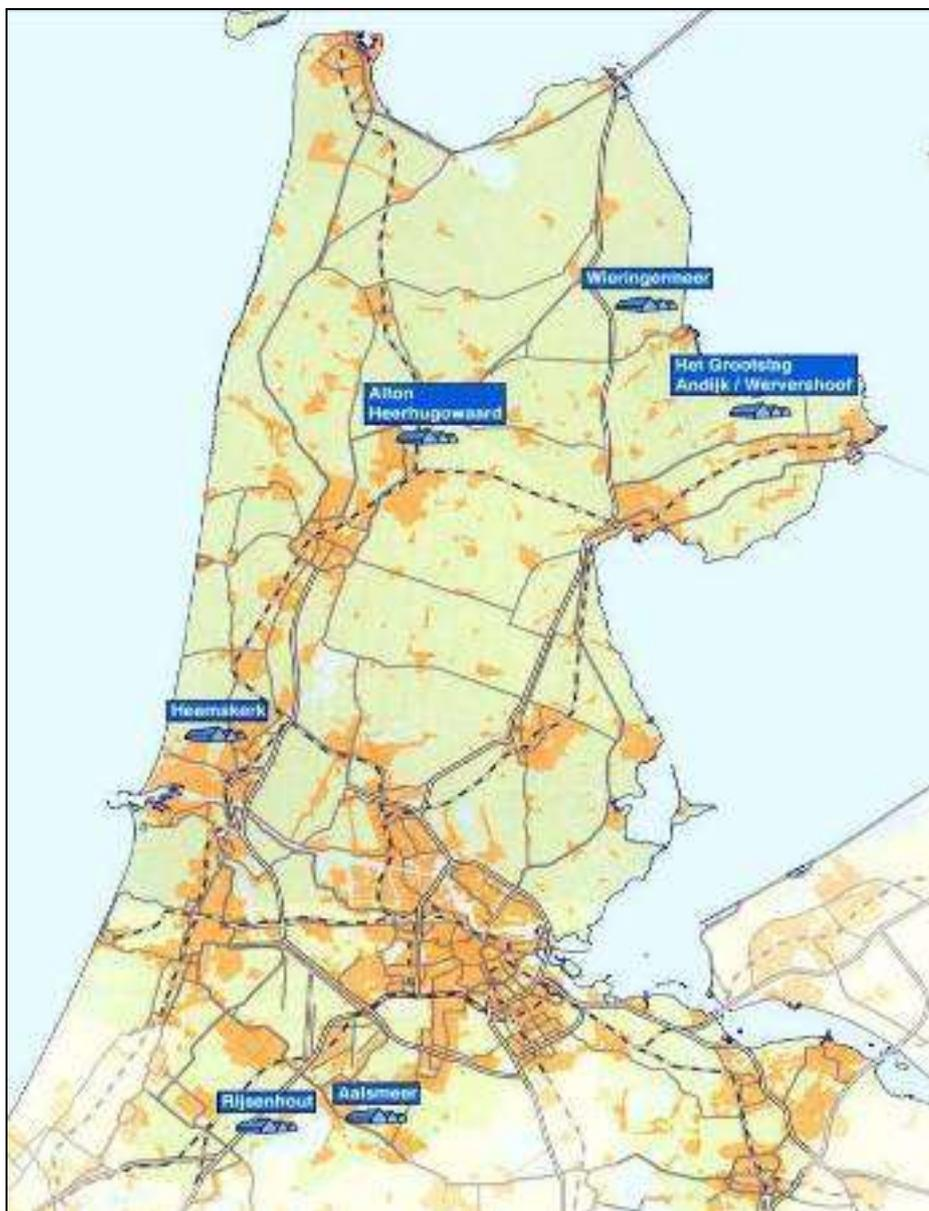 Wieringermeer
Het Grootslag
Andijk / Wervershoof
Alton
Heerhugowaard
Heemskerk
Rijsenhout
Aalsmeer